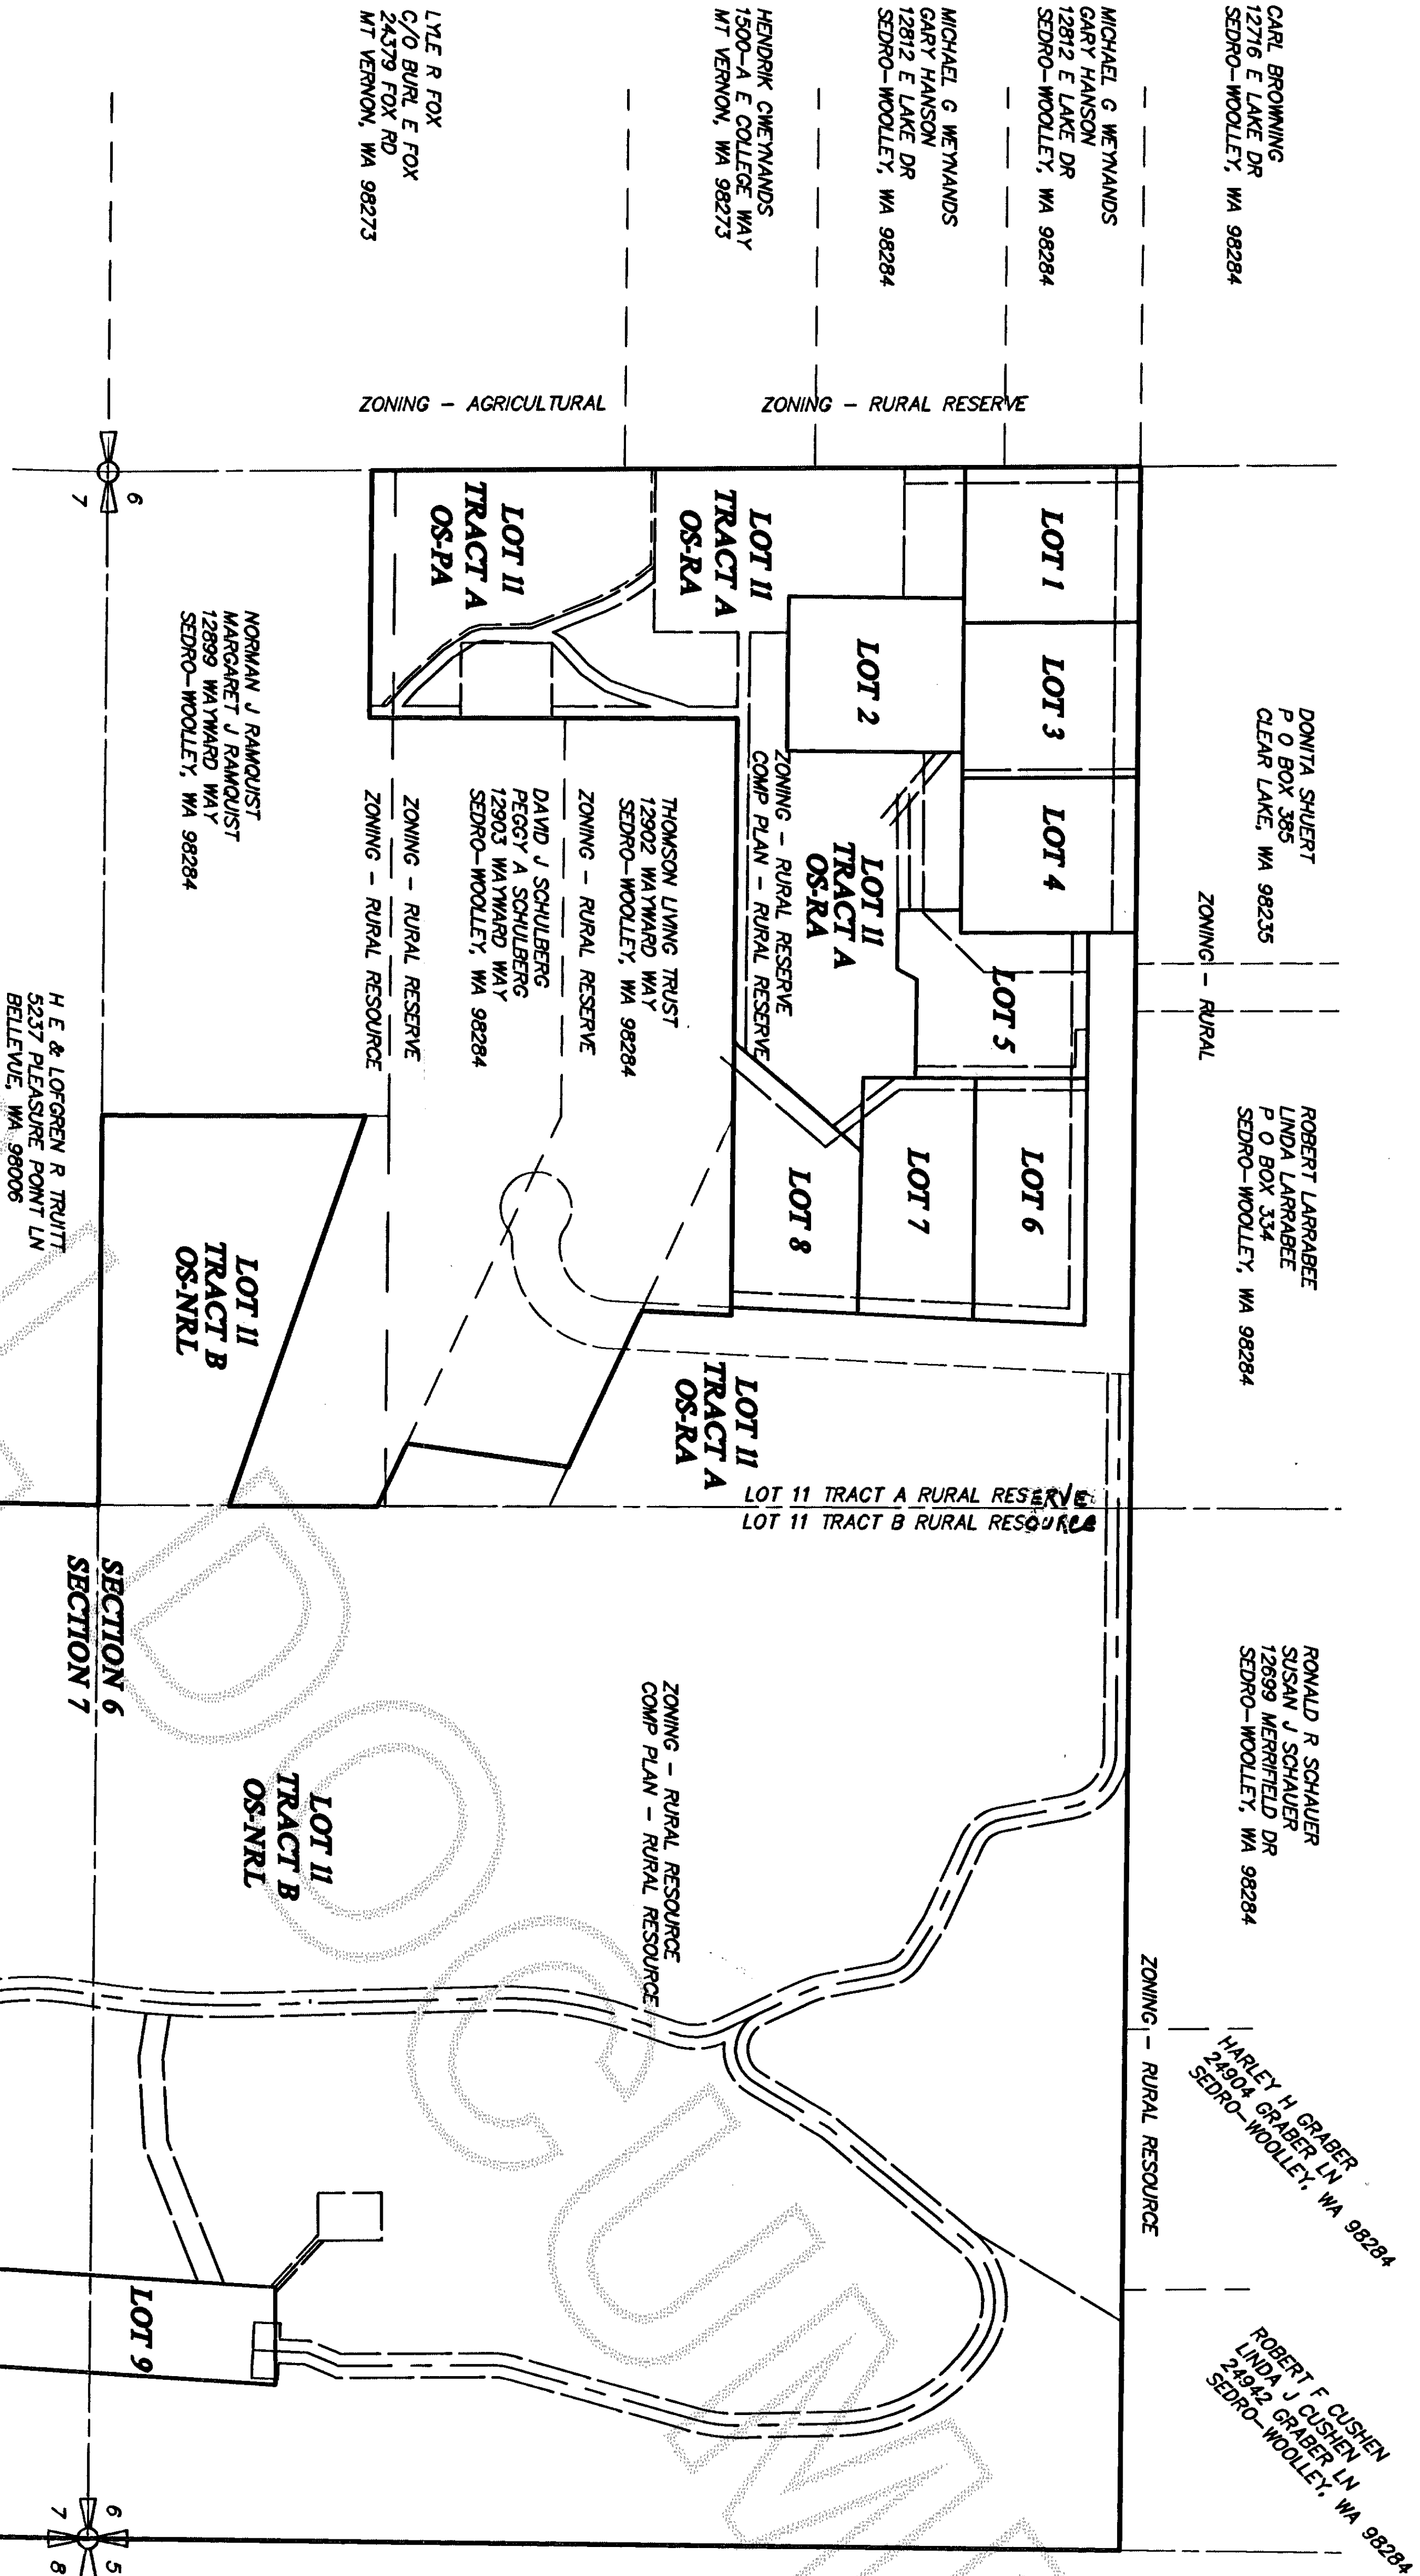 CARL BROWNING
12716 E LAKE DR
SEDRO-WOOLLEY, WA 98284
MICHAEL G WEYNANDS
GARY HANSON
12812 E LAKE DR
SEDRO-WOOLLEY, WA 98284
MICHAEL G WEYNANDS
GARY HANSON
12812 E LAKE DR
SEDRO-WOOLLEY, WA 98284
HENDRIK CWEYNANDS
1500-A E COLLEGE WAY
MT VERNON, WA 98273
LYLE R FOX
C/O BURL E FOX
24379 FOX RD
MT VERNON, WA 98273
ZONING - AGRICULTURAL
ZONING - RURAL RESERVE
DONITA SHUERT
P O BOX 385
CLEAR LAKE, WA 98235
ZONING - RURAL
ROBERT LARRABEE
LINDA LARRABEE
P O BOX 334
SEDRO-WOOLLEY, WA 98284
RONALD R SCHAUER
SUSAN J SCHAUER
12699 MERRIFIELD DR
SEDRO-WOOLLEY, WA 98284
ZONING - RURAL RESOURCE
HARLEY H GRABER
24904 GRABER LN
SEDRO-WOOLLEY, WA 98284
ROBERT F CUSHEN
LINDA J CUSHEN
24942 GRABER LN
SEDRO-WOOLLEY, WA 98284
LOT 1
LOT 3
LOT 4
LOT 5
LOT 6
LOT 2
LOT 7
LOT 8
LOT 11
TRACT A
OS-RA
LOT 11
TRACT A
OS-RA
LOT 11
TRACT A
OS-PA
ZONING - RURAL RESERVE
COMP PLAN - RURAL RESERVE
THOMSON LIVING TRUST
12902 WAYWARD WAY
SEDRO-WOOLLEY, WA 98284
ZONING - RURAL RESERVE
DAVID J SCHULBERG
PEGGY A SCHULBERG
12903 WAYWARD WAY
SEDRO-WOOLLEY, WA 98284
ZONING - RURAL RESERVE
ZONING - RURAL RESOURCE
LOT 11
TRACT A
OS-RA
LOT 11 TRACT A RURAL RESERVE
LOT 11 TRACT B RURAL RESOURCE
ZONING - RURAL RESOURCE
COMP PLAN - RURAL RESOURCE
NORMAN J RAMQUIST
MARGARET J RAMQUIST
12899 WAYWARD WAY
SEDRO-WOOLLEY, WA 98284
LOT 11
TRACT B
OS-NRL
LOT 11
TRACT B
OS-NRL
LOT 9
6
7
SECTION 6
SECTION 7
6 5
7 8
H E & LOFGREN R TRUITT
5237 PLEASURE POINT LN
BELLEVUE, WA 98006
DOCUM